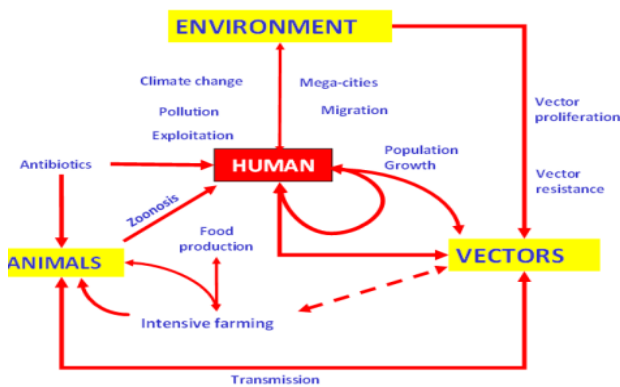 ENVIRONMENT
Climate change
Mega-cities
Pollution
Migration
Exploitation
Vector
proliferation
Antibiotics
HUMAN
Population
Growth
Vector
resistance
Zoonosis
Food
production
ANIMALS
VECTORS
Intensive farming
Transmission